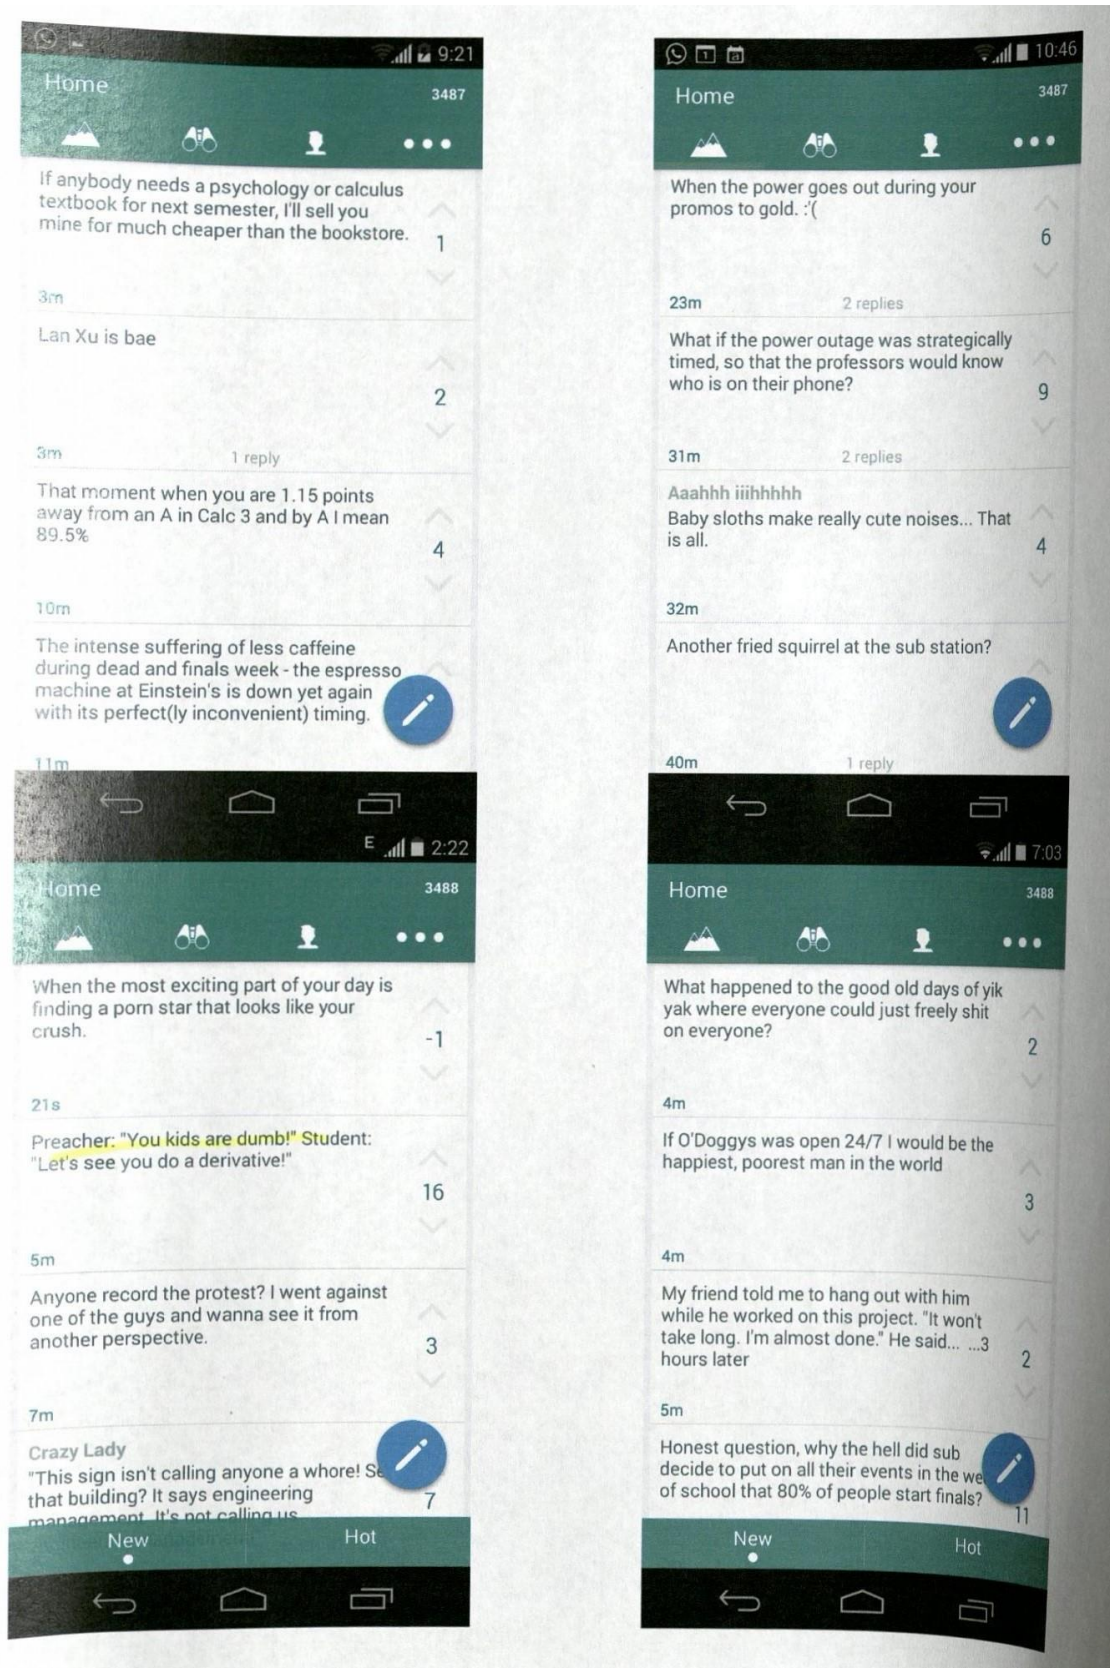 9:21
Home
3487
If anybody needs a psychology or calculus
textbook for next semester, I'll sell you
mine for much cheaper than the bookstore.
1
3m
Lan Xu is bae
2
3m
1 reply
That moment when you are 1.15 points
away from an A in Calc 3 and by A I mean
89.5%
4
10m
The intense suffering of less caffeine
during dead and finals week - the espresso
machine at Einstein's is down yet again
with its perfect(ly inconvenient) timing.
11m
10:46
Home
3487
When the power goes out during your
promos to gold. :'(
6
23m
2 replies
What if the power outage was strategically
timed, so that the professors would know
who is on their phone?
9
31m
2 replies
Aaahhh iiihhhhh
Baby sloths make really cute noises... That
is all.
4
32m
Another fried squirrel at the sub station?
40m
1 reply
E 2:22
Home
3488
When the most exciting part of your day is
finding a porn star that looks like your
crush.
-1
21s
Preacher: "You kids are dumb!" Student:
"Let's see you do a derivative!"
16
5m
Anyone record the protest? I went against
one of the guys and wanna see it from
another perspective.
3
7m
Crazy Lady
"This sign isn't calling anyone a whore!
that building? It says engineering
7
management. It's not calling us
New
Hot
7:03
Home
3488
What happened to the good old days of yik
yak where everyone could just freely shit
on everyone?
2
4m
If O'Doggys was open 24/7 I would be the
happiest, poorest man in the world
3
4m
My friend told me to hang out with him
while he worked on this project. "It won't
take long. I'm almost done." He said... ...3
hours later
2
5m
Honest question, why the hell did sub
decide to put on all their events in the
of school that 80% of people start finals?
11
New
Hot